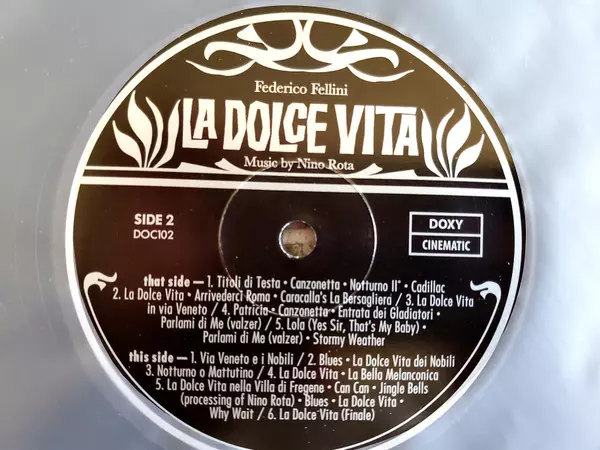 Federico Fellini
LA DOLCE VITA
Music by Nino Rota
SIDE 2
DOC102
DOXY
CINEMATIC
that side — 1. Titoli di Testa • Canzonetta • Notturno II° • Cadillac
2. La Dolce Vita • Arrivederci Roma • Caracalla's La Bersagliera / 3. La Dolce Vita
in via Veneto / 4. Patricia • Canzonetta • Entrata dei Gladiatori •
Parlami di Me (valzer) / 5. Lola (Yes Sir, That's My Baby) •
Parlami di Me (valzer) • Stormy Weather
this side — 1. Via Veneto e i Nobili / 2. Blues • La Dolce Vita dei Nobili
3. Notturno o Mattutino / 4. La Dolce Vita • La Bella Melanconica
5. La Dolce Vita nella Villa di Fregene • Can Can • Jingle Bells
(processing of Nino Rota) • Blues • La Dolce Vita •
Why Wait / 6. La Dolce Vita (Finale)